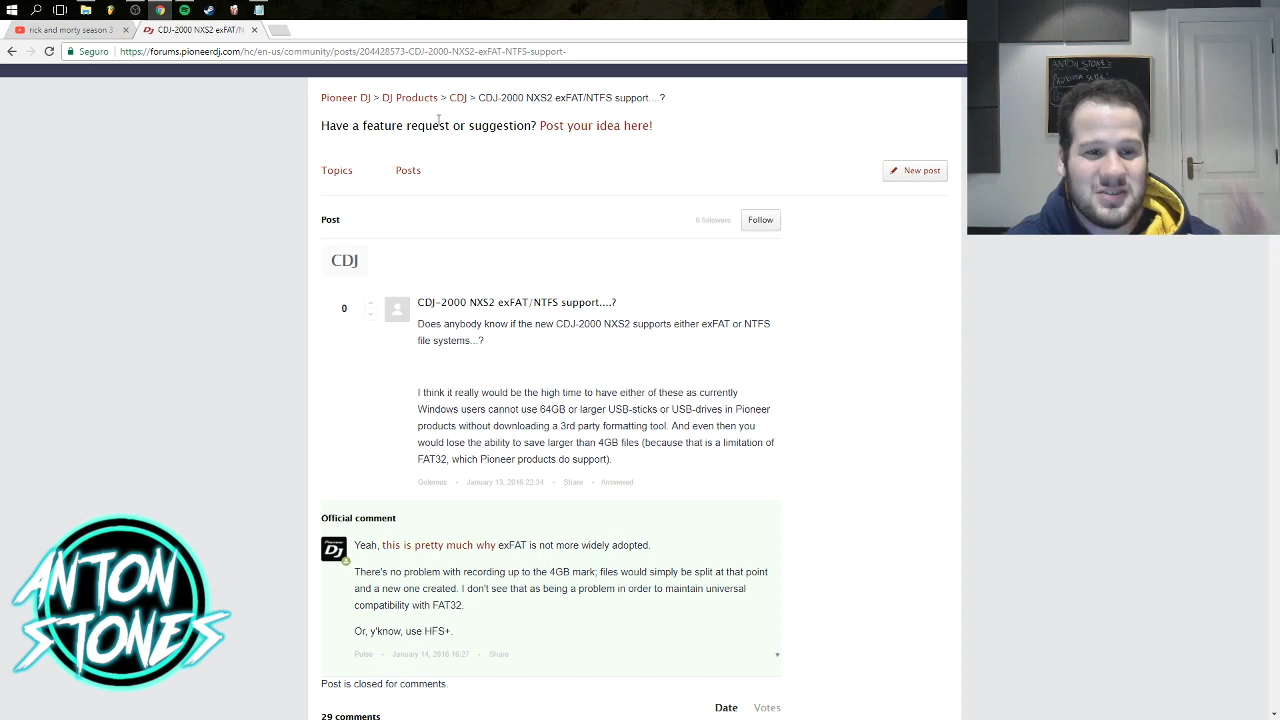 rick and morty season 3
CDJ-2000 NXS2 exFAT/N
Seguro
https://forums.pioneerdj.com/hc/en-us/community/posts/204428573-CDJ-2000-NXS2-exFAT-NTFS-support-
Pioneer DJ > DJ Products > CDJ > CDJ-2000 NXS2 exFAT/NTFS support....?
Have a feature request or suggestion? Post your idea here!
Topics Posts
New post
Post
6 followers
Follow
CDJ
0
CDJ-2000 NXS2 exFAT/NTFS support....?
Does anybody know if the new CDJ-2000 NXS2 supports either exFAT or NTFS
file systems...?
I think it really would be the high time to have either of these as currently
Windows users cannot use 64GB or larger USB-sticks or USB-drives in Pioneer
products without downloading a 3rd party formatting tool. And even then you
would lose the ability to save larger than 4GB files (because that is a limitation of
FAT32, which Pioneer products do support).
Golemus - January 13, 2016 22:34 - Share - Answered
Official comment
Yeah, this is pretty much why exFAT is not more widely adopted.
There's no problem with recording up to the 4GB mark; files would simply be split at that point
and a new one created. I don't see that as being a problem in order to maintain universal
compatibility with FAT32.
Or, y'know, use HFS+.
Pulse - January 14, 2016 16:27 - Share
Post is closed for comments.
Date Votes
29 comments
ANTON STONES
ANTON
STONES